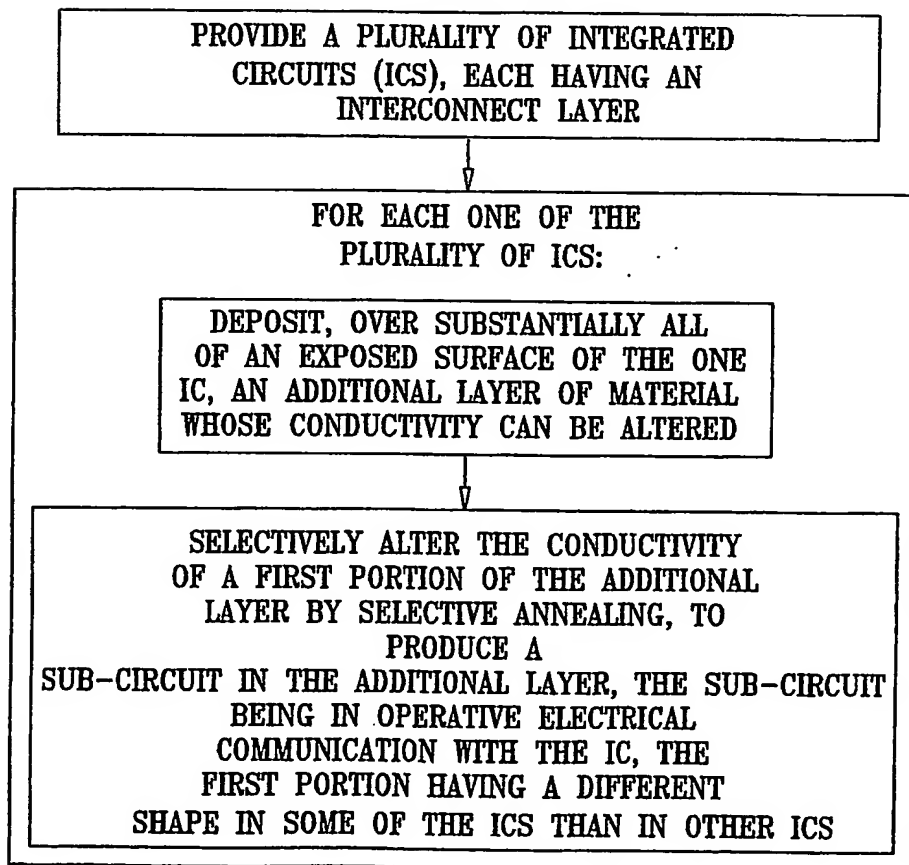 PROVIDE A PLURALITY OF INTEGRATED
CIRCUITS (ICS), EACH HAVING AN
INTERCONNECT LAYER
FOR EACH ONE OF THE
PLURALITY OF ICS:
DEPOSIT, OVER SUBSTANTIALLY ALL
OF AN EXPOSED SURFACE OF THE ONE
IC, AN ADDITIONAL LAYER OF MATERIAL
WHOSE CONDUCTIVITY CAN BE ALTERED
SELECTIVELY ALTER THE CONDUCTIVITY
OF A FIRST PORTION OF THE ADDITIONAL
LAYER BY SELECTIVE ANNEALING, TO
PRODUCE A
SUB-CIRCUIT IN THE ADDITIONAL LAYER, THE SUB-CIRCUIT
BEING IN OPERATIVE ELECTRICAL
COMMUNICATION WITH THE IC, THE
FIRST PORTION HAVING A DIFFERENT
SHAPE IN SOME OF THE ICS THAN IN OTHER ICS